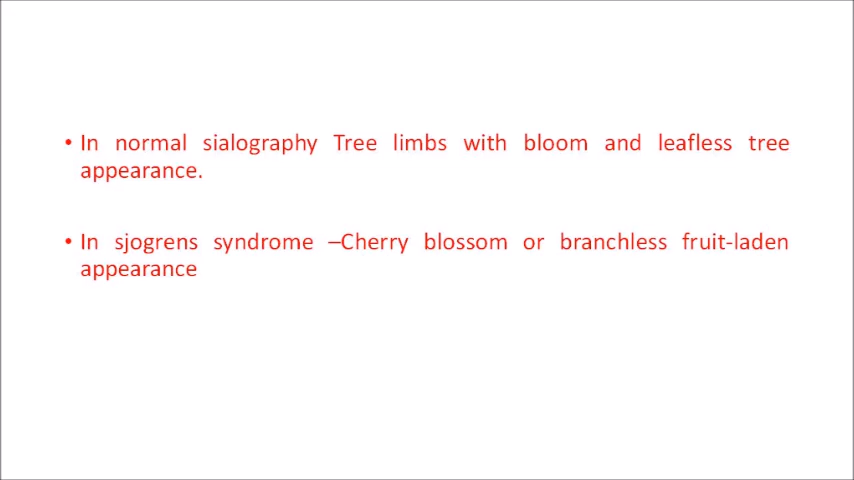 • In normal sialography Tree limbs with bloom and leafless tree
appearance.
• In sjogrens syndrome –Cherry blossom or branchless fruit-laden
appearance